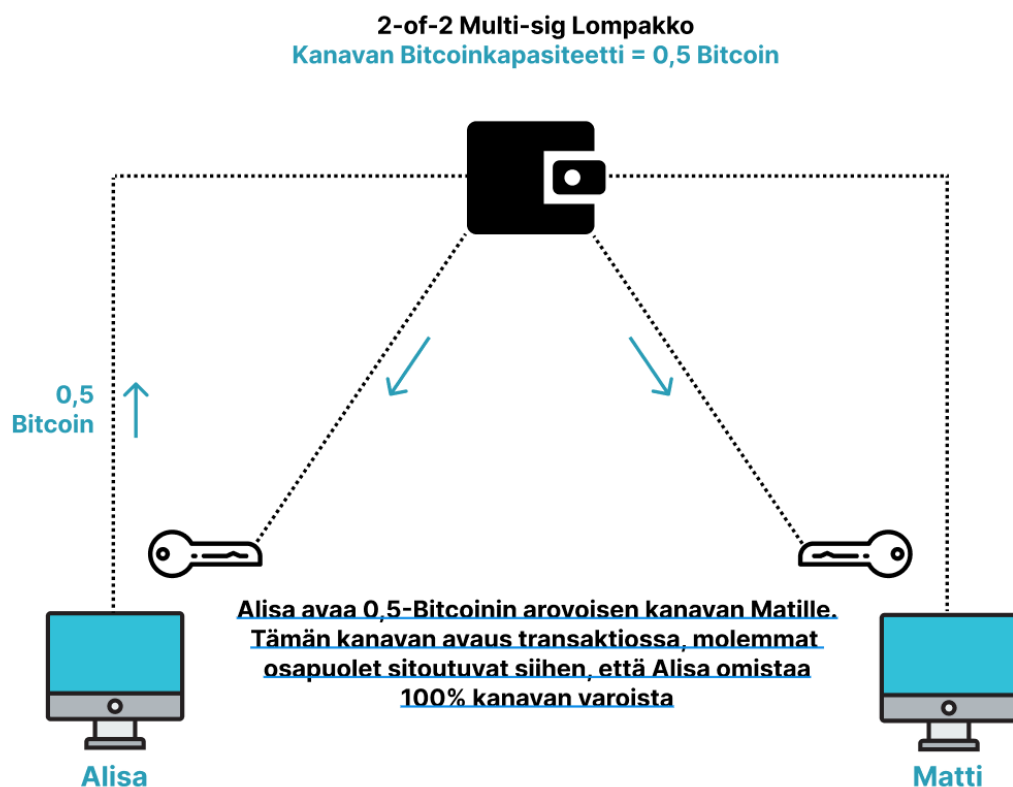 2-of-2 Multi-sig Lompakko
Kanavan Bitcoinkapasiteetti = 0,5 Bitcoin
0,5
Bitcoin
Alisa avaa 0,5-Bitcoinin arovoisen kanavan Matille.
Tämän kanavan avaus transaktiossa, molemmat
osapuolet sitoutuvat siihen, että Alisa omistaa
100% kanavan varoista
Alisa
Matti